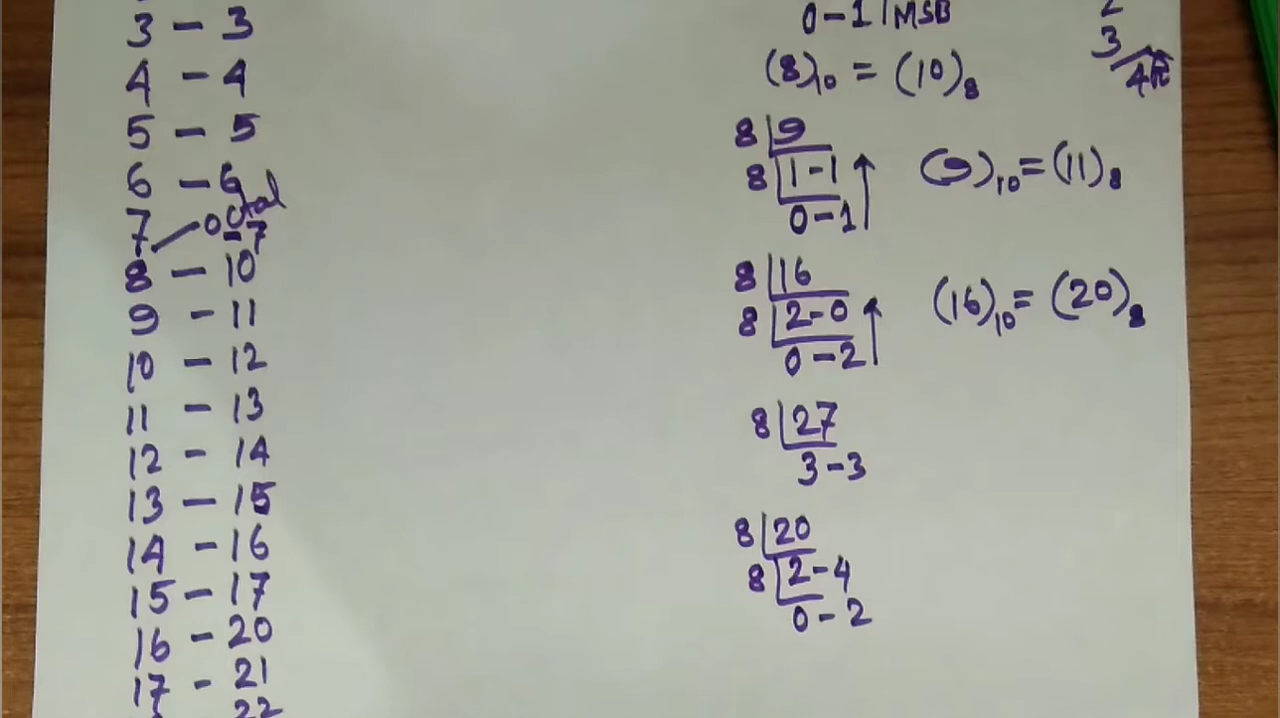 3 - 3
4 - 4
5 - 5
6 - 6
7 - octal - 7
8 - 10
9 - 11
10 - 12
11 - 13
12 - 14
13 - 15
14 - 16
15 - 17
16 - 20
17 - 21
22
0 - 1 | MSB
(8)₁₀ = (10)₈
8 | 9
8 | 1 - 1
0 - 1
(9)₁₀ = (11)₈
8 | 16
8 | 2 - 0
0 - 2
(16)₁₀ = (20)₈
8 | 27
3 - 3
8 | 20
8 | 2 - 4
0 - 2
3